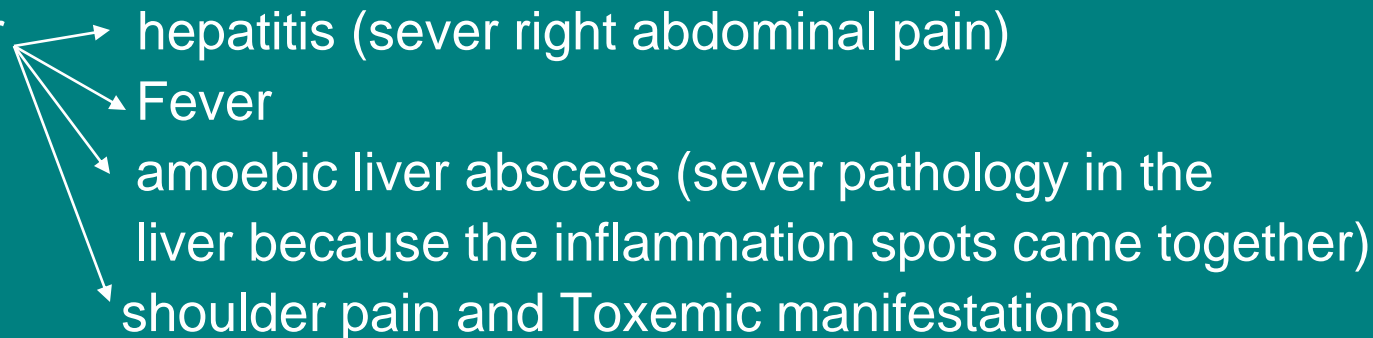 hepatitis (sever right abdominal pain)
Fever
amoebic liver abscess (sever pathology in the
liver because the inflammation spots came together)
shoulder pain and Toxemic manifestations